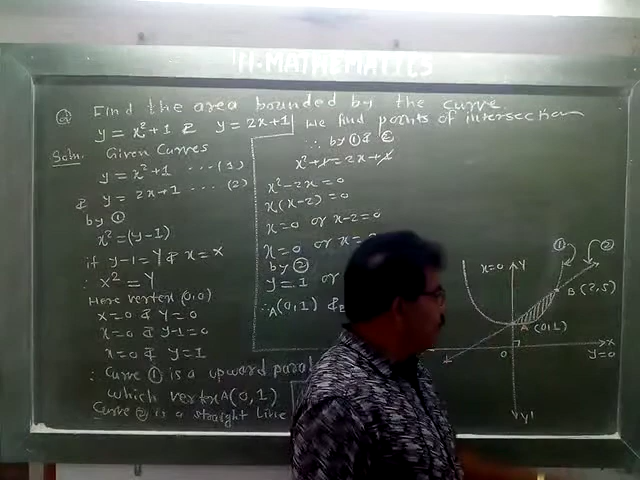 H-MATHEMATICS
Q Find the area bounded by the curve
y = x²+1 & y = 2x+1
Soln. Given Curves
y = x²+1 ... (1)
& y = 2x+1 ... (2)
by ①
x² = (y-1)
if y-1 = Y & x = X
∴ X² = Y
Here vertex (0,0)
X=0 & Y=0
x=0 & y-1=0
x=0 & y=1
∴ Curve ① is a upward
which vertex A(0,1)
Curve ② is a straight line
We find points of intersection
∴ by ① & ②
x²+1 = 2x+1
x²-2x=0
x(x-2)=0
x=0 or x-2=0
x=0 or x=
by ②
y=1 or
∴ A(0,1) & B
① ②
x=0 Y
B(2,5)
A(0,1)
X
0 y=0
Y'